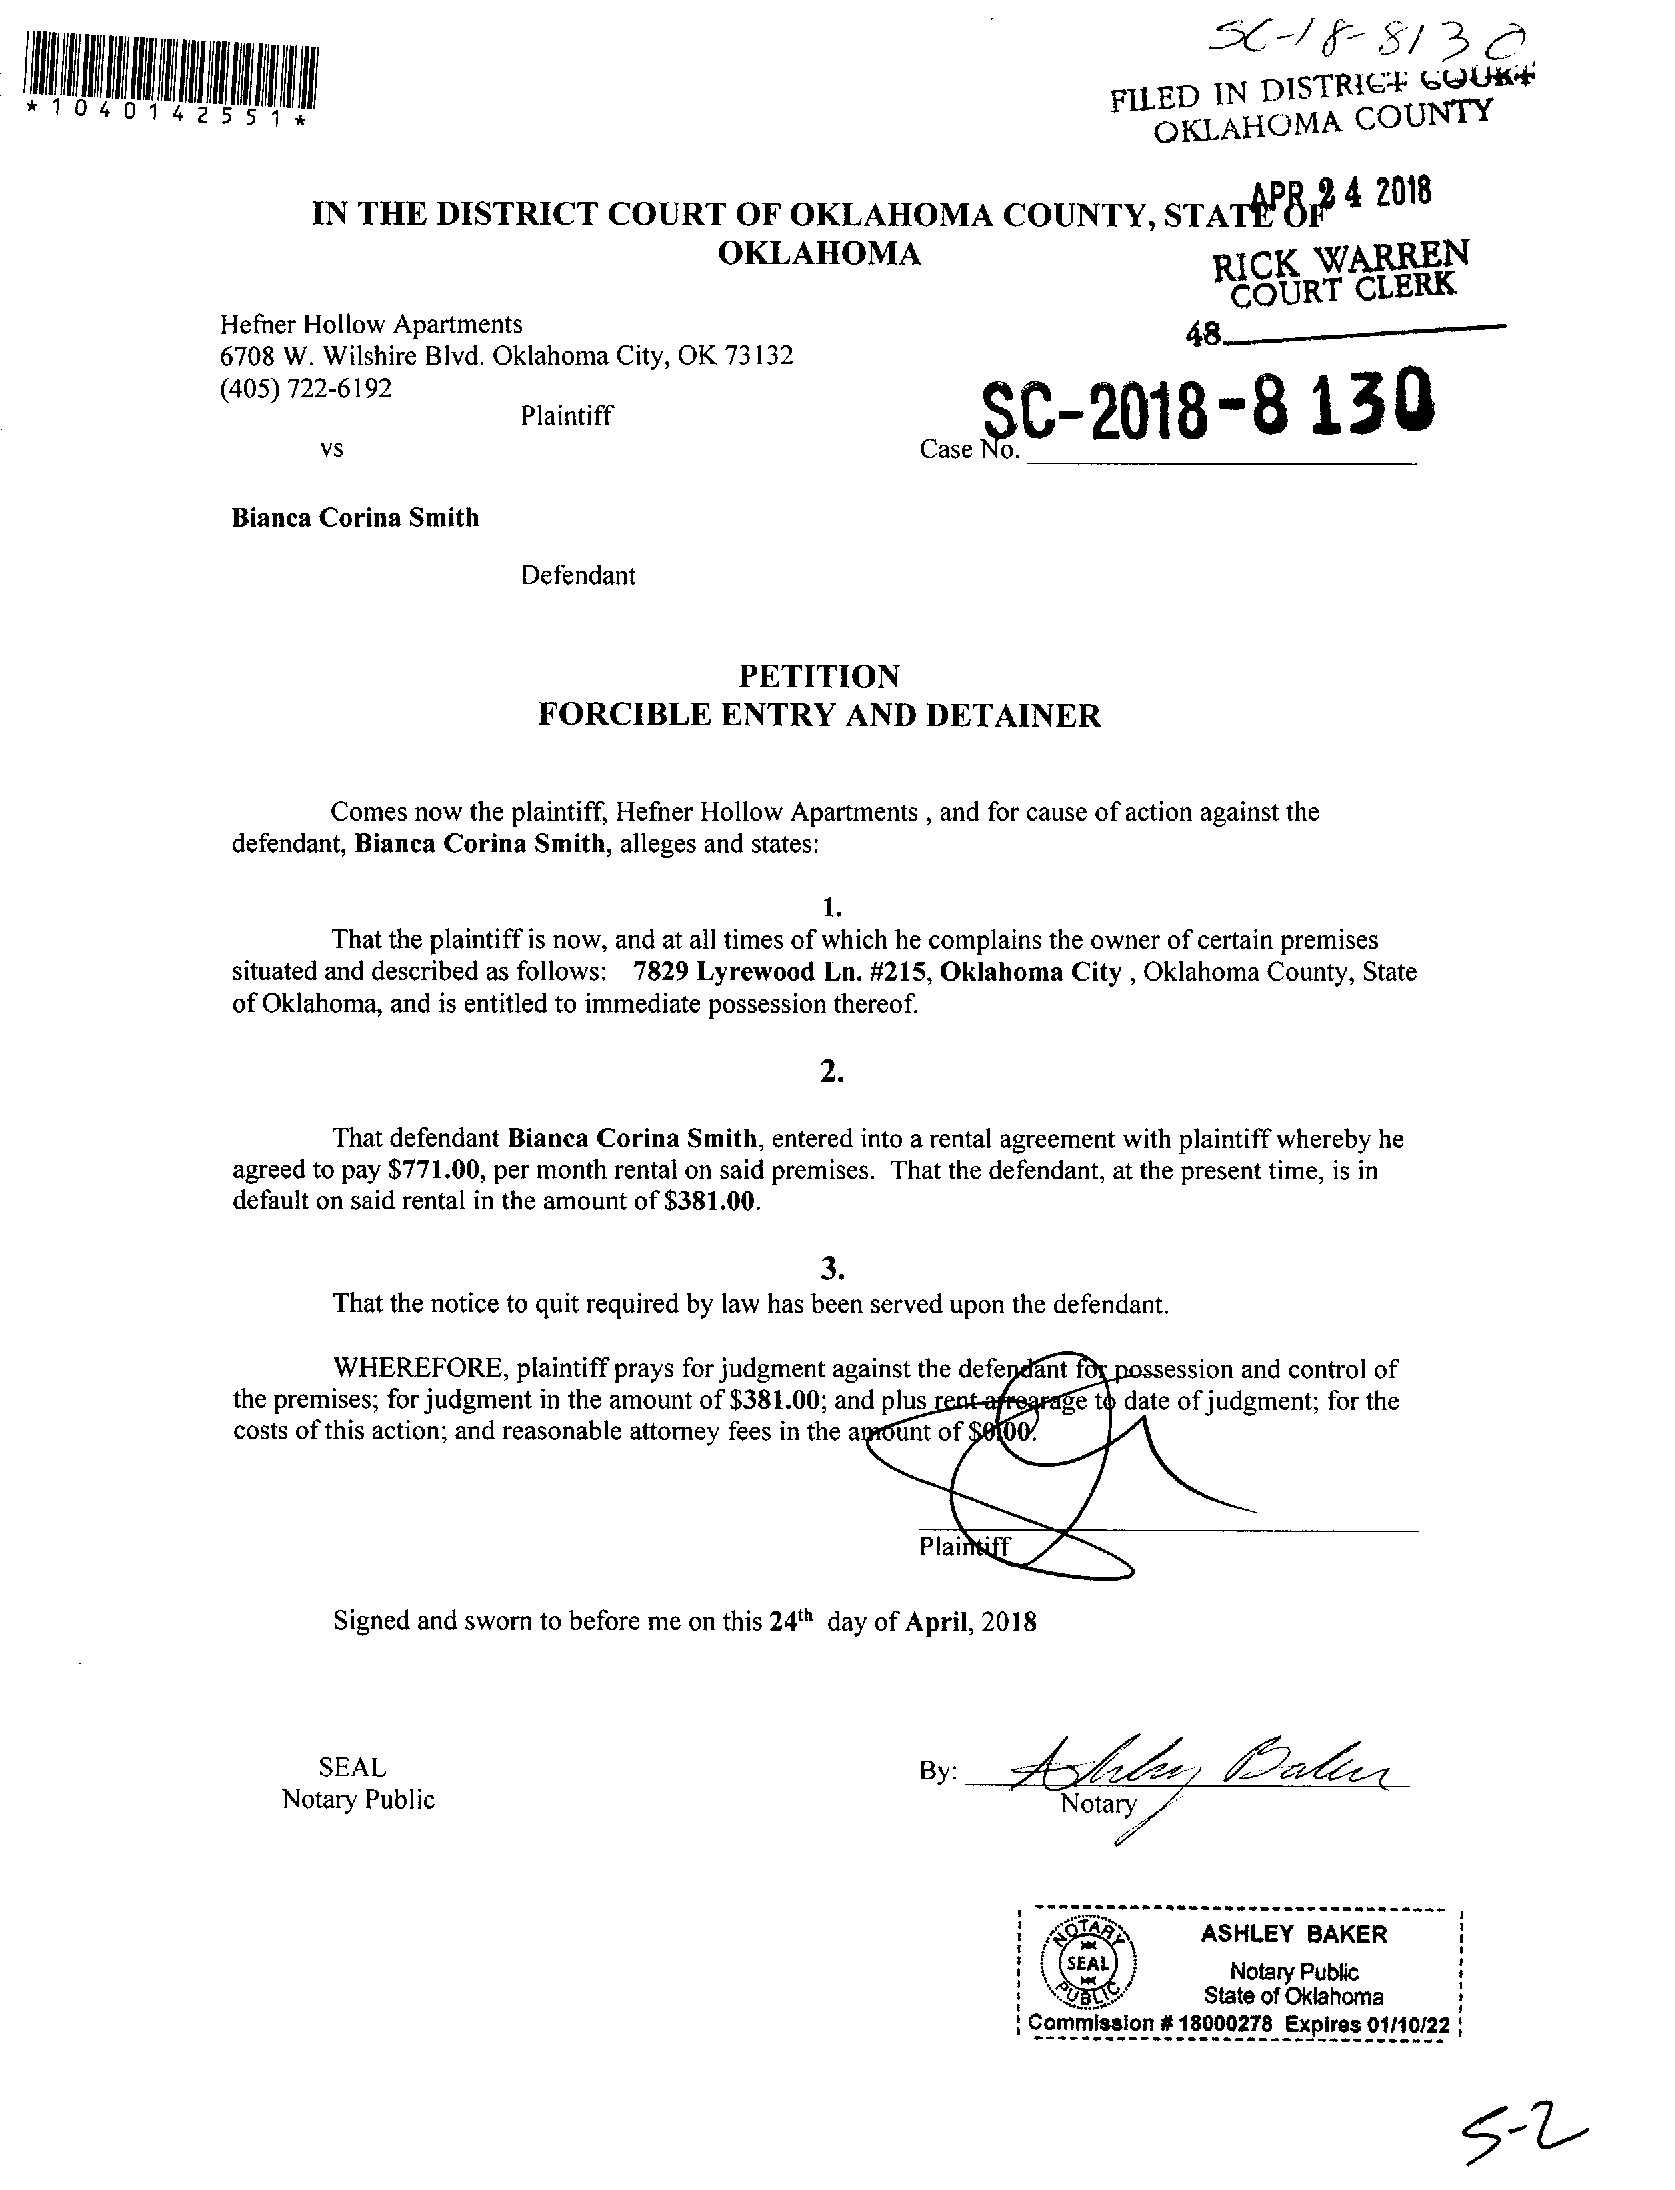 SC-18-8130
*1040142551*
FILED IN DISTRICT COURT
OKLAHOMA COUNTY
APR 24 2018
IN THE DISTRICT COURT OF OKLAHOMA COUNTY, STATE OF
OKLAHOMA
RICK WARREN
COURT CLERK
48
Hefner Hollow Apartments
6708 W. Wilshire Blvd. Oklahoma City, OK 73132
(405) 722-6192
Plaintiff
SC-2018-8130
vs
Case No.
Bianca Corina Smith
Defendant
PETITION
FORCIBLE ENTRY AND DETAINER
Comes now the plaintiff, Hefner Hollow Apartments , and for cause of action against the
defendant, Bianca Corina Smith, alleges and states:
1.
That the plaintiff is now, and at all times of which he complains the owner of certain premises
situated and described as follows: 7829 Lyrewood Ln. #215, Oklahoma City , Oklahoma County, State
of Oklahoma, and is entitled to immediate possession thereof.
2.
That defendant Bianca Corina Smith, entered into a rental agreement with plaintiff whereby he
agreed to pay $771.00, per month rental on said premises. That the defendant, at the present time, is in
default on said rental in the amount of $381.00.
3.
That the notice to quit required by law has been served upon the defendant.
WHEREFORE, plaintiff prays for judgment against the defendant for possession and control of
the premises; for judgment in the amount of $381.00; and plus rent arrearage to date of judgment; for the
costs of this action; and reasonable attorney fees in the amount of $0.00.
Plaintiff
Signed and sworn to before me on this 24th day of April, 2018
SEAL
Notary Public
By: Ashley Baker
Notary
NOTARY
SEAL
PUBLIC
ASHLEY BAKER
Notary Public
State of Oklahoma
Commission # 18000278 Expires 01/10/22
5-2